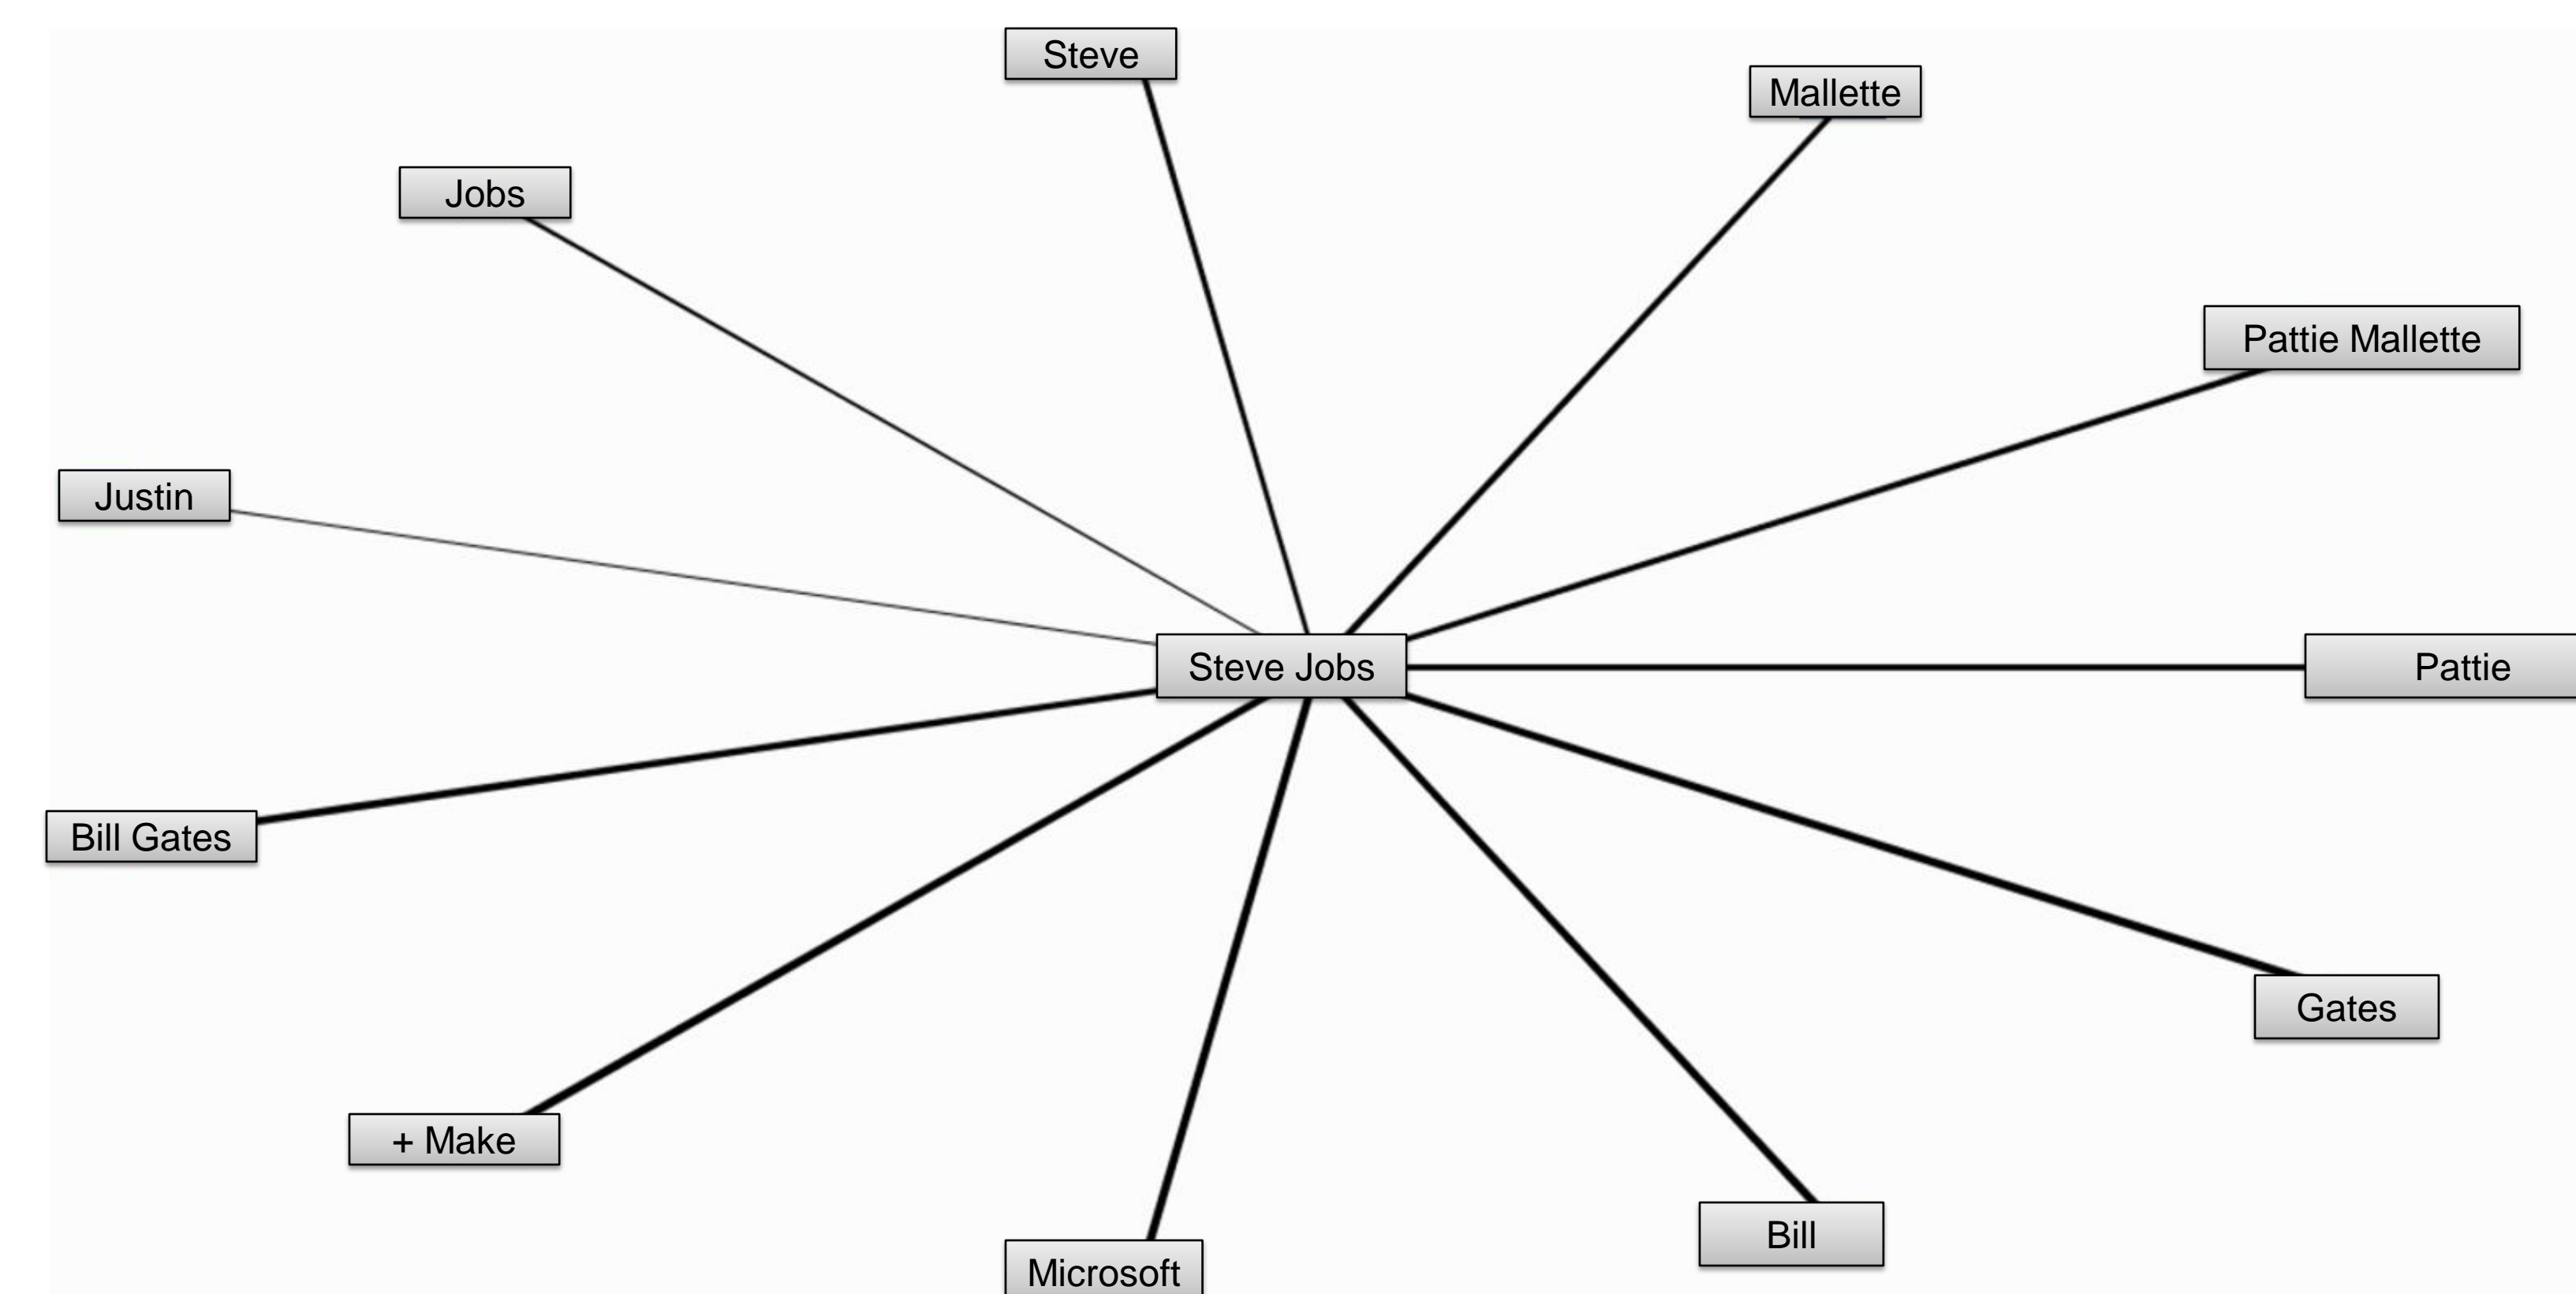 Steve
Mallette
Jobs
Pattie Mallette
Justin
Steve Jobs
Pattie
Bill Gates
Gates
+ Make
Bill
Microsoft